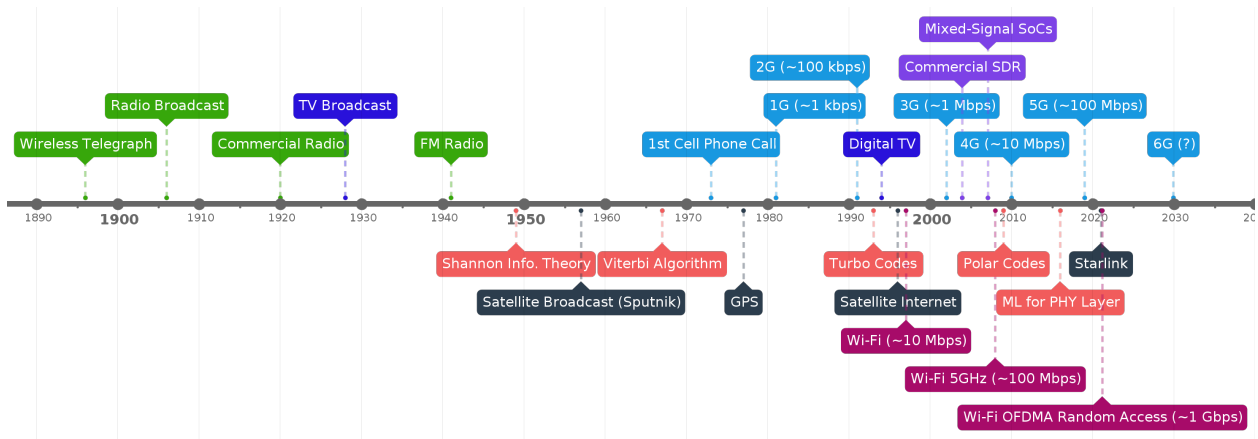 Mixed-Signal SoCs
2G (~100 kbps)
Commercial SDR
Radio Broadcast
TV Broadcast
1G (~1 kbps)
3G (~1 Mbps)
5G (~100 Mbps)
Wireless Telegraph
Commercial Radio
FM Radio
1st Cell Phone Call
Digital TV
4G (~10 Mbps)
6G (?)
1890
1900
1910
1920
1930
1940
1950
1960
1970
1980
1990
2000
2010
2020
2030
Shannon Info. Theory
Viterbi Algorithm
Turbo Codes
Polar Codes
Starlink
Satellite Broadcast (Sputnik)
GPS
Satellite Internet
ML for PHY Layer
Wi-Fi (~10 Mbps)
Wi-Fi 5GHz (~100 Mbps)
Wi-Fi OFDMA Random Access (~1 Gbps)